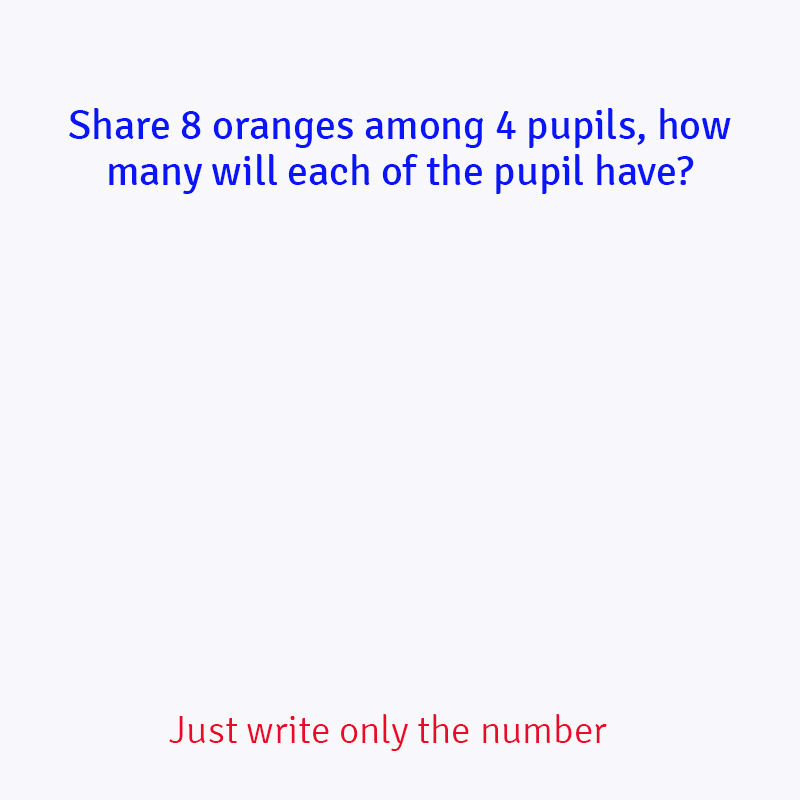 Share 8 oranges among 4 pupils, how
many will each of the pupil have?
Just write only the number